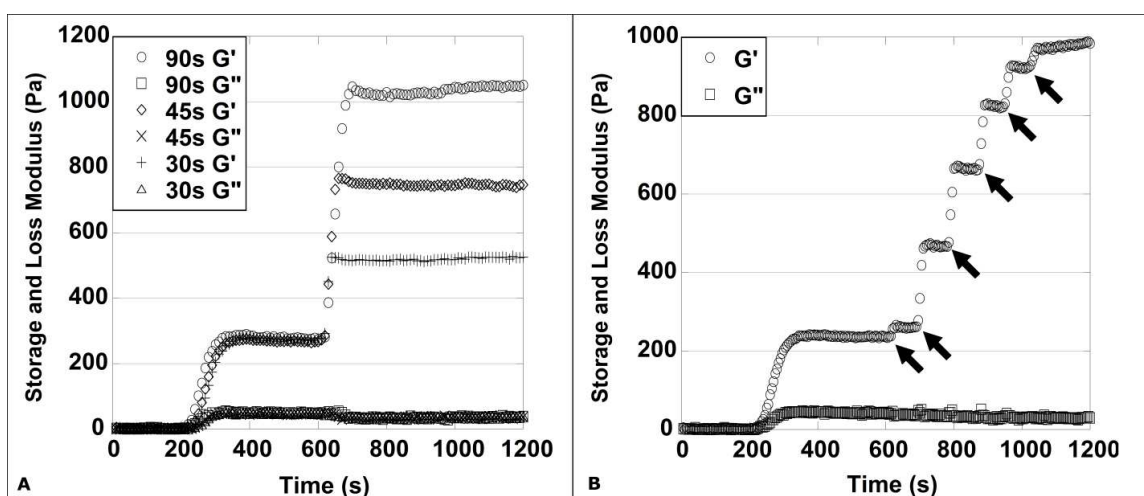 1200
1000
800
600
400
200
0
Storage and Loss Modulus (Pa)
90s G'
90s G"
45s G'
45s G"
30s G'
30s G"
0 200 400 600 800 1000 1200
Time (s)
A
1000
800
600
400
200
0
Storage and Loss Modulus (Pa)
G'
G"
0 200 400 600 800 1000 1200
Time (s)
B